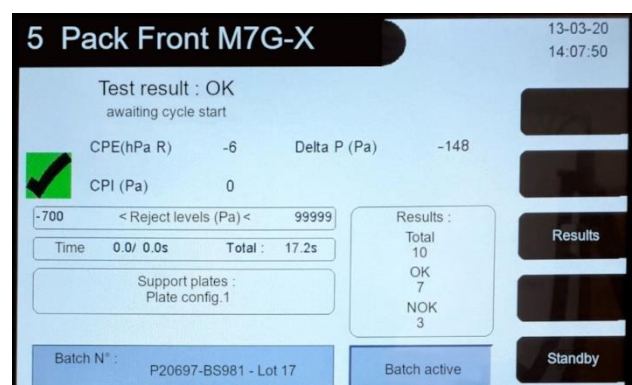 5 Pack Front M7G-X
13-03-20
14:07:50
Test result : OK
awaiting cycle start
CPE(hPa R) -6 Delta P (Pa) -148
CPI (Pa) 0
-700 < Reject levels (Pa) < 99999
Time 0.0/ 0.0s Total : 17.2s
Support plates :
Plate config.1
Results :
Total
10
OK
7
NOK
3
Results
Batch N° :
P20697-BS981 - Lot 17
Batch active
Standby